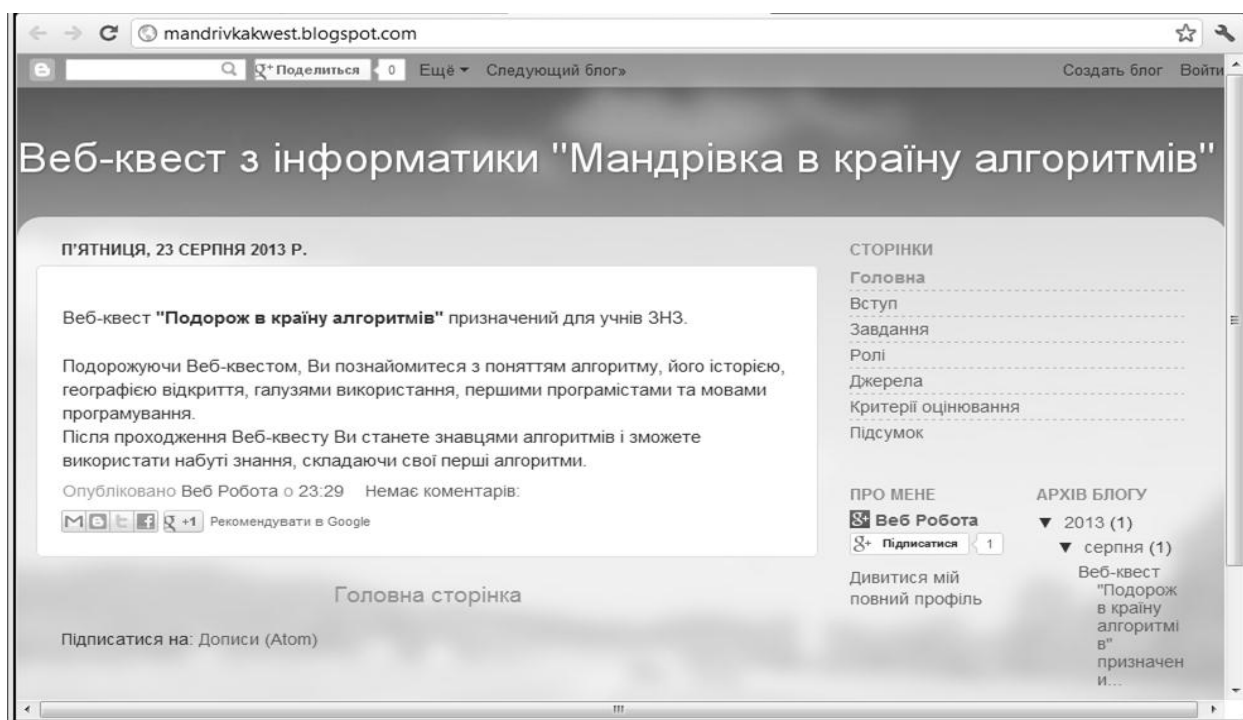 mandrivkakwest.blogspot.com
Поделиться 0 Ещё Следующий блог» Создать блог Войти
Веб-квест з інформатики "Мандрівка в країну алгоритмів"
П'ЯТНИЦЯ, 23 СЕРПНЯ 2013 Р.
Веб-квест "Подорож в країну алгоритмів" призначений для учнів ЗНЗ.
Подорожуючи Веб-квестом, Ви познайомитеся з поняттям алгоритму, його історією,
географією відкриття, галузями використання, першими програмістами та мовами
програмування.
Після проходження Веб-квесту Ви станете знавцями алгоритмів і зможете
використати набуті знання, складаючи свої перші алгоритми.
Опубліковано Веб Робота о 23:29 Немає коментарів:
+1 Рекомендувати в Google
Головна сторінка
Підписатися на: Дописи (Atom)
СТОРІНКИ
Головна
Вступ
Завдання
Ролі
Джерела
Критерії оцінювання
Підсумок
ПРО МЕНЕ
Веб Робота
Підписатися 1
Дивитися мій
повний профіль
АРХІВ БЛОГУ
▼ 2013 (1)
▼ серпня (1)
Веб-квест
"Подорож
в країну
алгоритмі
в"
призначен
и...